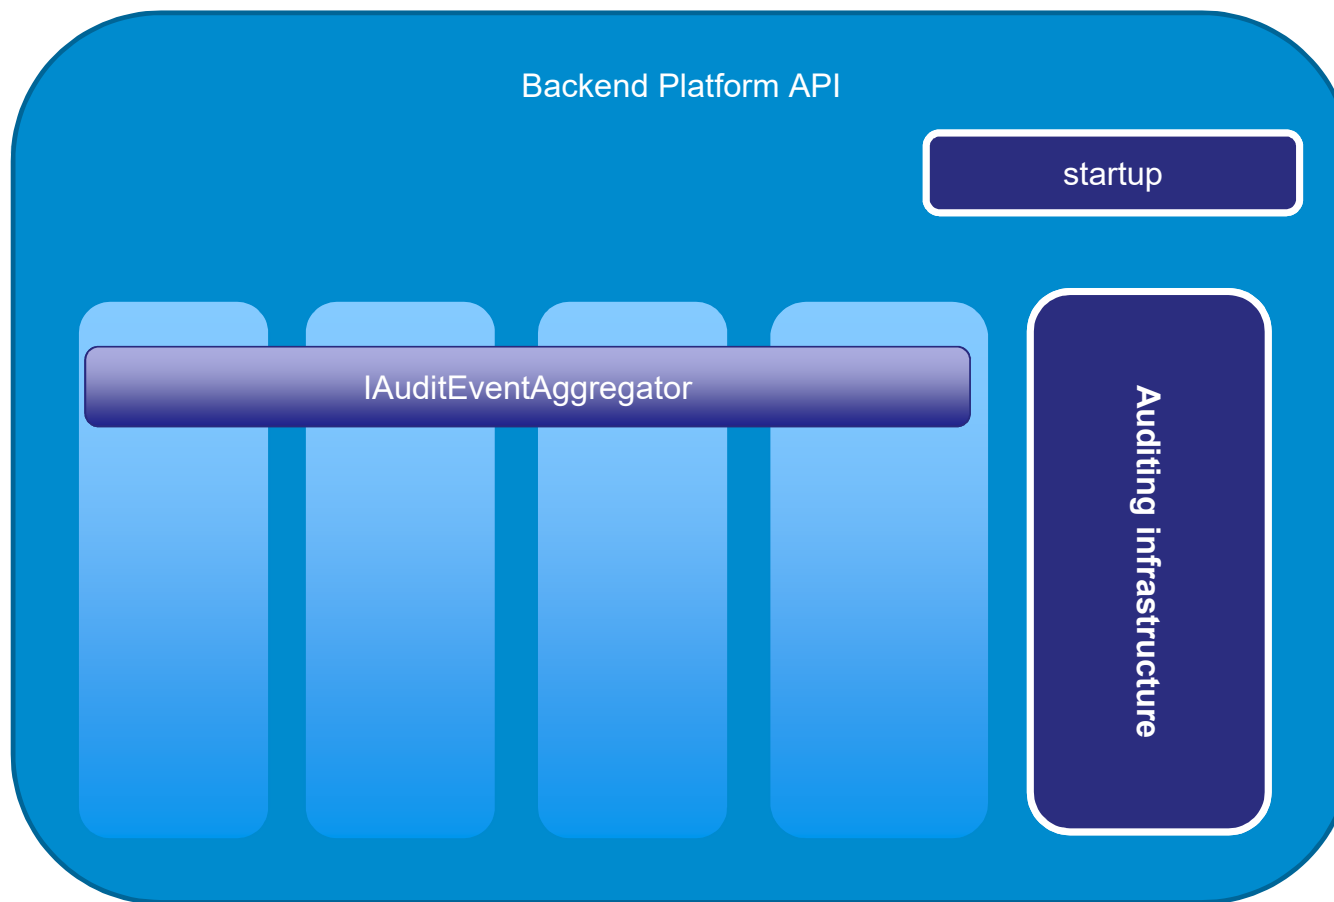 Backend Platform API
startup
IAuditEventAggregator
Auditing infrastructure